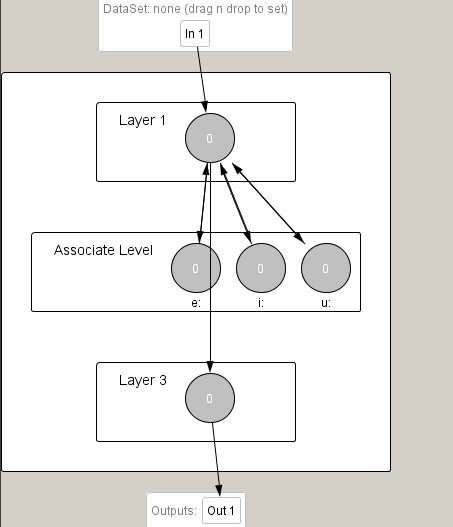 DataSet: none (drag n drop to set)
In 1
Layer 1
0
Associate Level
0 0 0
e: i: u:
Layer 3
0
Outputs: Out 1